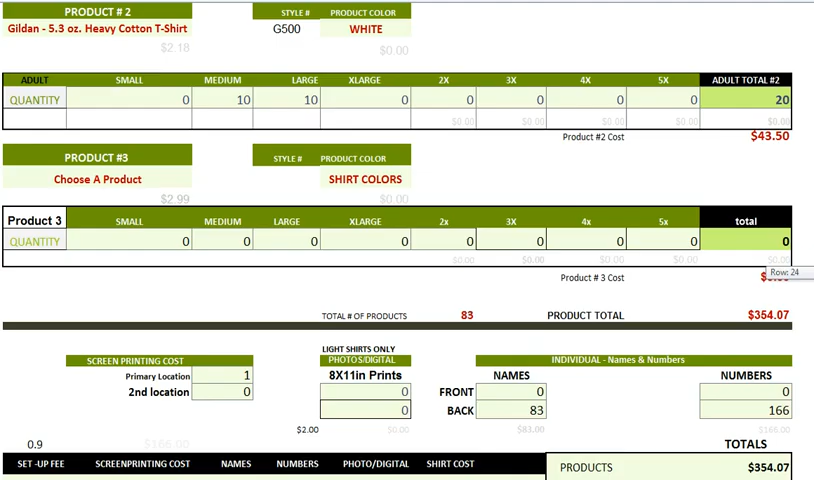 PRODUCT # 2 STYLE # PRODUCT COLOR
Gildan - 5.3 oz. Heavy Cotton T-Shirt G500 WHITE
$2.18 $0.00
ADULT SMALL MEDIUM LARGE XLARGE 2X 3X 4X 5X ADULT TOTAL #2
QUANTITY 0 10 10 0 0 0 0 0 20
$0.00 $0.00 $0.00 $0.00 $0.00
Product #2 Cost $43.50
PRODUCT #3 STYLE # PRODUCT COLOR
Choose A Product SHIRT COLORS
$2.99 $0.00
Product 3 SMALL MEDIUM LARGE XLARGE 2x 3X 4x 5x total
QUANTITY 0 0 0 0 0 0 0 0 0
$0.00 $0.00 $0.00 $0.00 $0.00
Row: 24
Product # 3 Cost
TOTAL # OF PRODUCTS 83 PRODUCT TOTAL $354.07
LIGHT SHIRTS ONLY
SCREEN PRINTING COST PHOTOS/DIGITAL INDIVIDUAL - Names & Numbers
Primary Location 1 8X11in Prints NAMES NUMBERS
2nd location 0 0 FRONT 0 0
0 BACK 83 166
$2.00 $0.00 $83.00 $166.00
0.9 $166.00 TOTALS
SET -UP FEE SCREENPRINTING COST NAMES NUMBERS PHOTO/DIGITAL SHIRT COST PRODUCTS $354.07